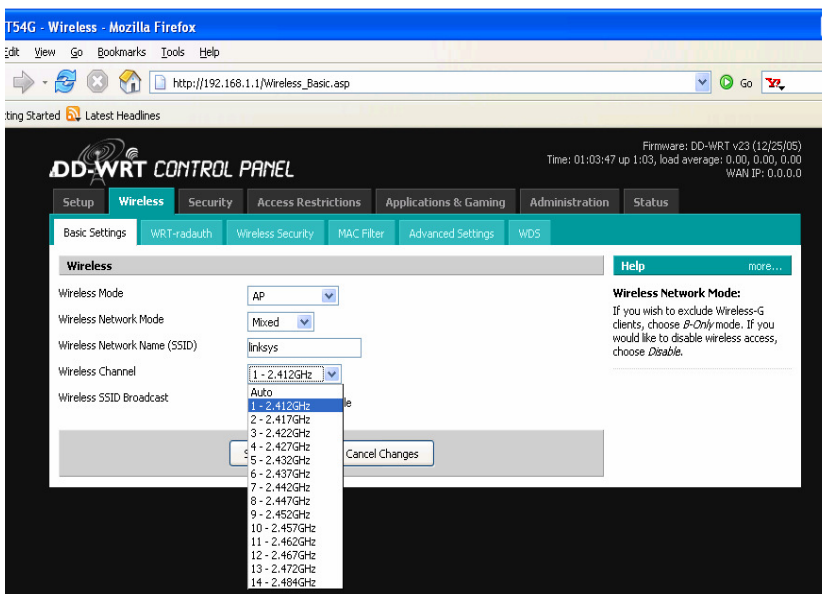 T54G - Wireless - Mozilla Firefox
Edit View Go Bookmarks Tools Help
http://192.168.1.1/Wireless_Basic.asp
Go
Latest Headlines
DD-WRT CONTROL PANEL
Firmware: DD-WRT v23 (12/25/05)
Time: 01:03:47 up 1:03, load average: 0.00, 0.00, 0.00
WAN IP: 0.0.0.0
Setup Wireless Security Access Restrictions Applications & Gaming Administration Status
Basic Settings WRT-radauth Wireless Security MAC Filter Advanced Settings WDS
Wireless
Wireless Mode AP
Wireless Network Mode Mixed
Wireless Network Name (SSID) linksys
Wireless Channel 1 - 2.412GHz
Wireless SSID Broadcast
Auto
1 - 2.412GHz
2 - 2.417GHz
3 - 2.422GHz
4 - 2.427GHz
5 - 2.432GHz
6 - 2.437GHz
7 - 2.442GHz
8 - 2.447GHz
9 - 2.452GHz
10 - 2.457GHz
11 - 2.462GHz
12 - 2.467GHz
13 - 2.472GHz
14 - 2.484GHz
Cancel Changes
Help more...
Wireless Network Mode:
If you wish to exclude Wireless-G
clients, choose B-Only mode. If you
would like to disable wireless access,
choose Disable.